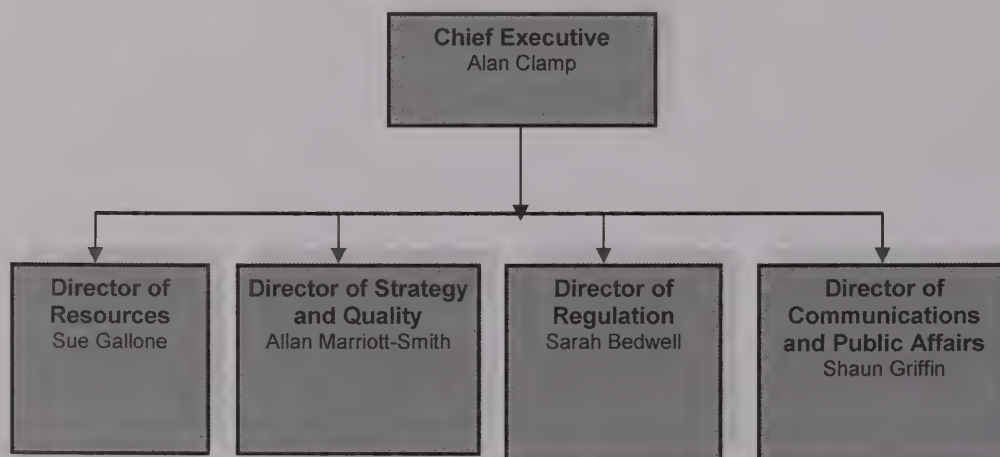 Chief Executive
Alan Clamp
Director of
Resources
Sue Gallone
Director of Strategy
and Quality
Allan Marriott-Smith
Director of
Regulation
Sarah Bedwell
Director of
Communications
and Public Affairs
Shaun Griffin